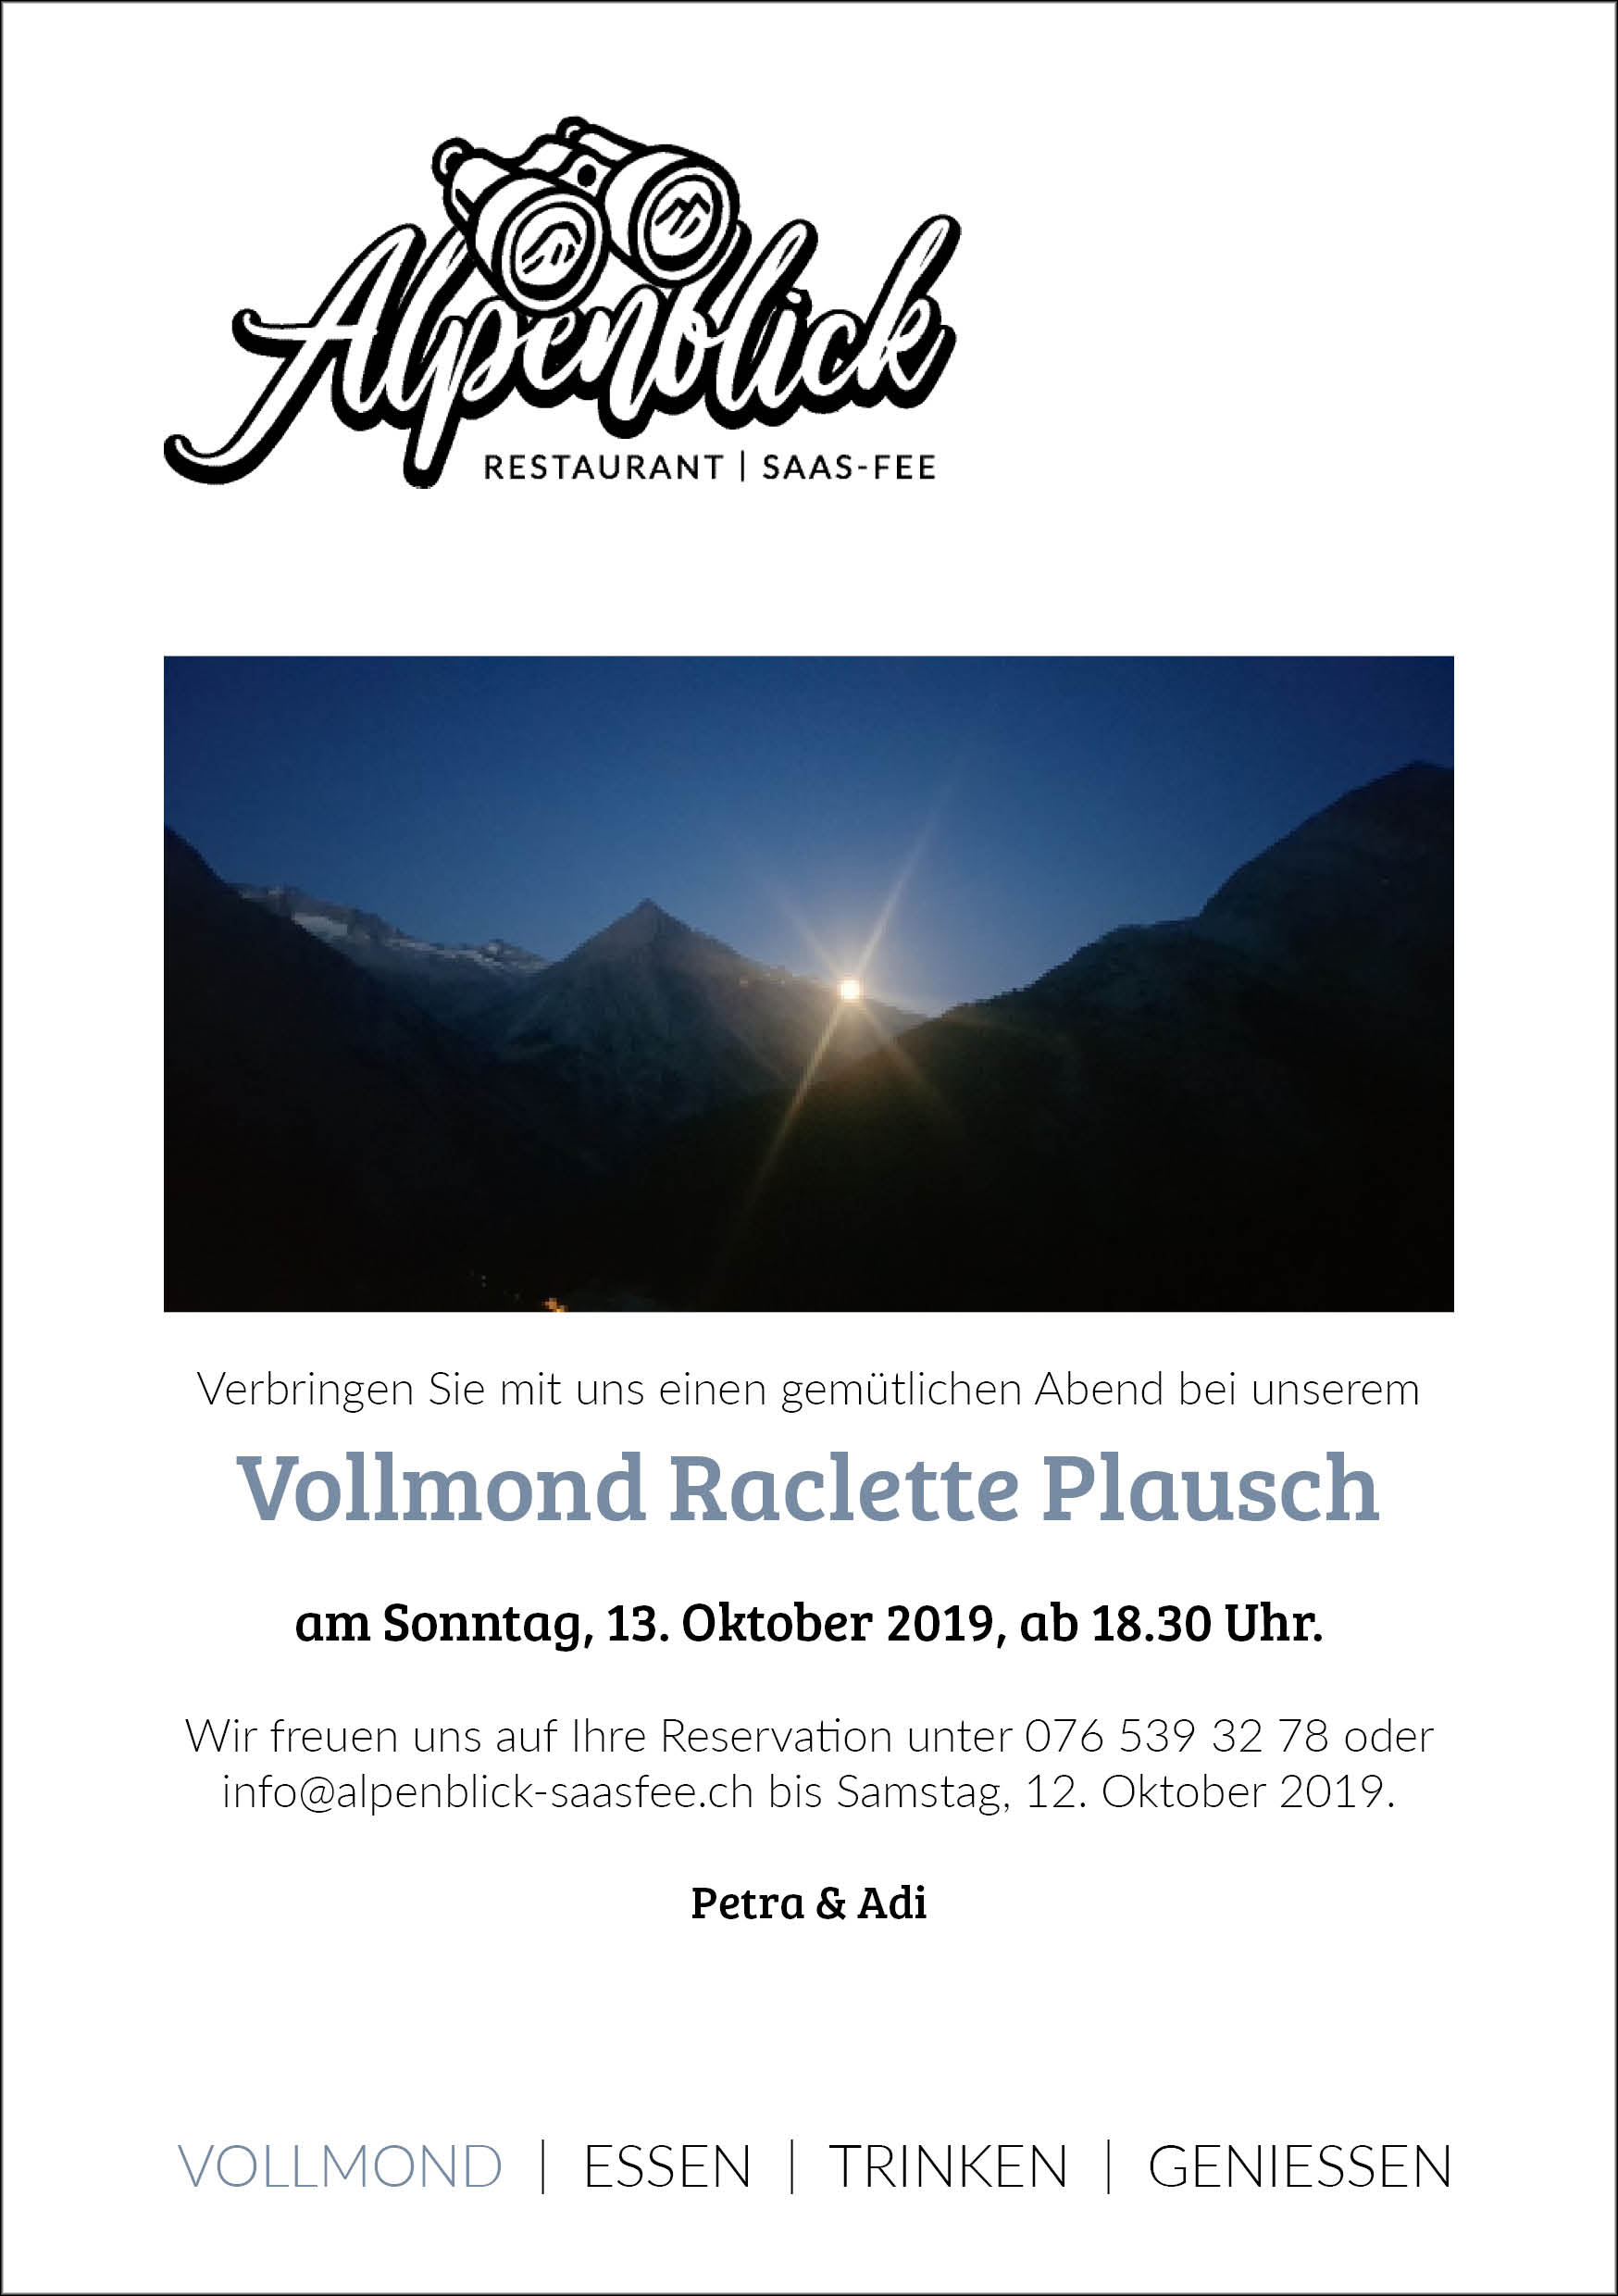 Alpenblick
RESTAURANT | SAAS-FEE
Verbringen Sie mit uns einen gemütlichen Abend bei unserem
Vollmond Raclette Plausch
am Sonntag, 13. Oktober 2019, ab 18.30 Uhr.
Wir freuen uns auf Ihre Reservation unter 076 539 32 78 oder
info@alpenblick-saasfee.ch bis Samstag, 12. Oktober 2019.
Petra & Adi
VOLLMOND | ESSEN | TRINKEN | GENIESSEN